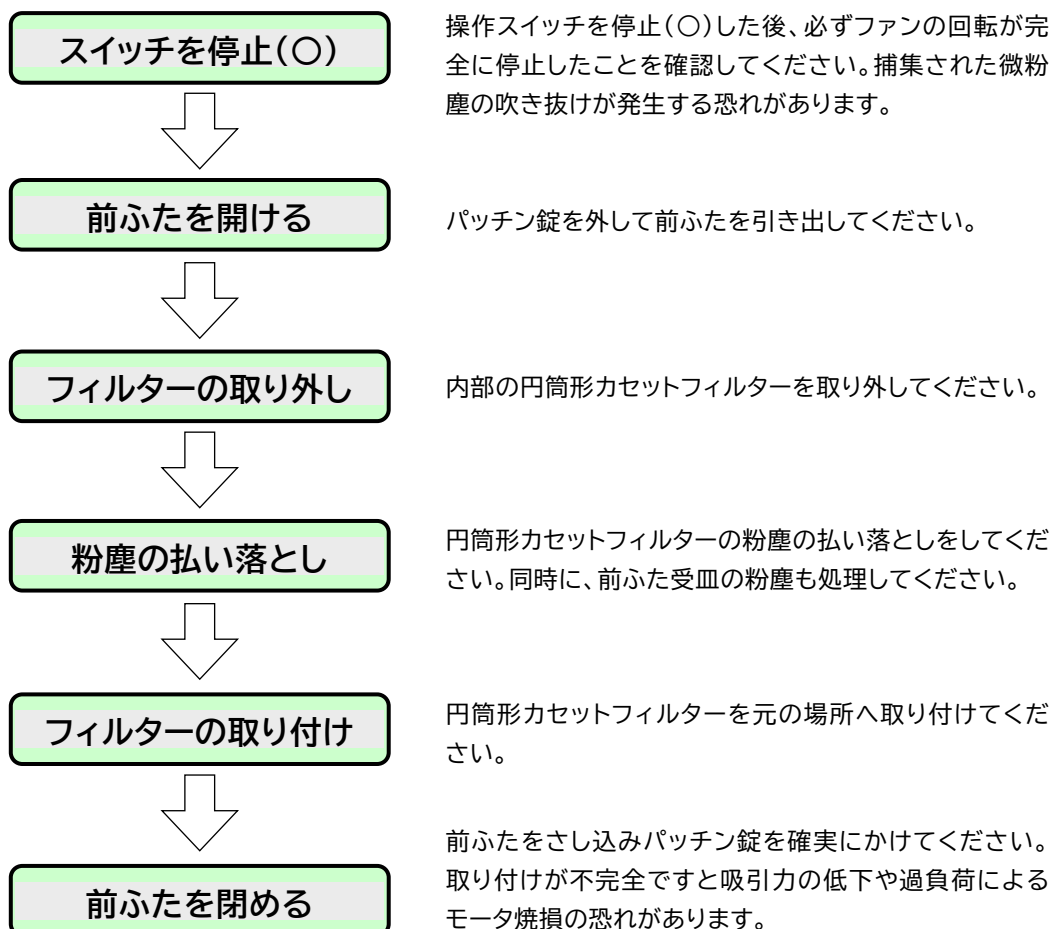 スイッチを停止(〇)
操作スイッチを停止(〇)した後、必ずファンの回転が完
全に停止したことを確認してください。捕集された微粉
塵の吹き抜けが発生する恐れがあります。
前ふたを開ける
パッチン錠を外して前ふたを引き出してください。
フィルターの取り外し
内部の円筒形カセットフィルターを取り外してください。
粉塵の払い落とし
円筒形カセットフィルターの粉塵の払い落としをしてくだ
さい。同時に、前ふた受皿の粉塵も処理してください。
フィルターの取り付け
円筒形カセットフィルターを元の場所へ取り付けてくだ
さい。
前ふたを閉める
前ふたをさし込みパッチン錠を確実にかけてください。
取り付けが不完全ですと吸引力の低下や過負荷による
モータ焼損の恐れがあります。